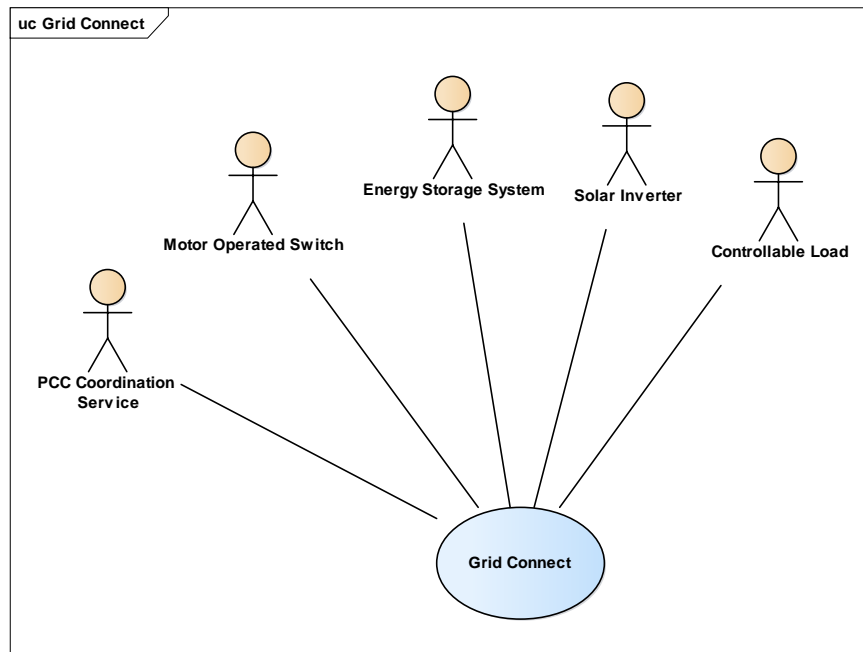 uc Grid Connect
Energy Storage System
Solar Inverter
Motor Operated Switch
Controllable Load
PCC Coordination
Service
Grid Connect